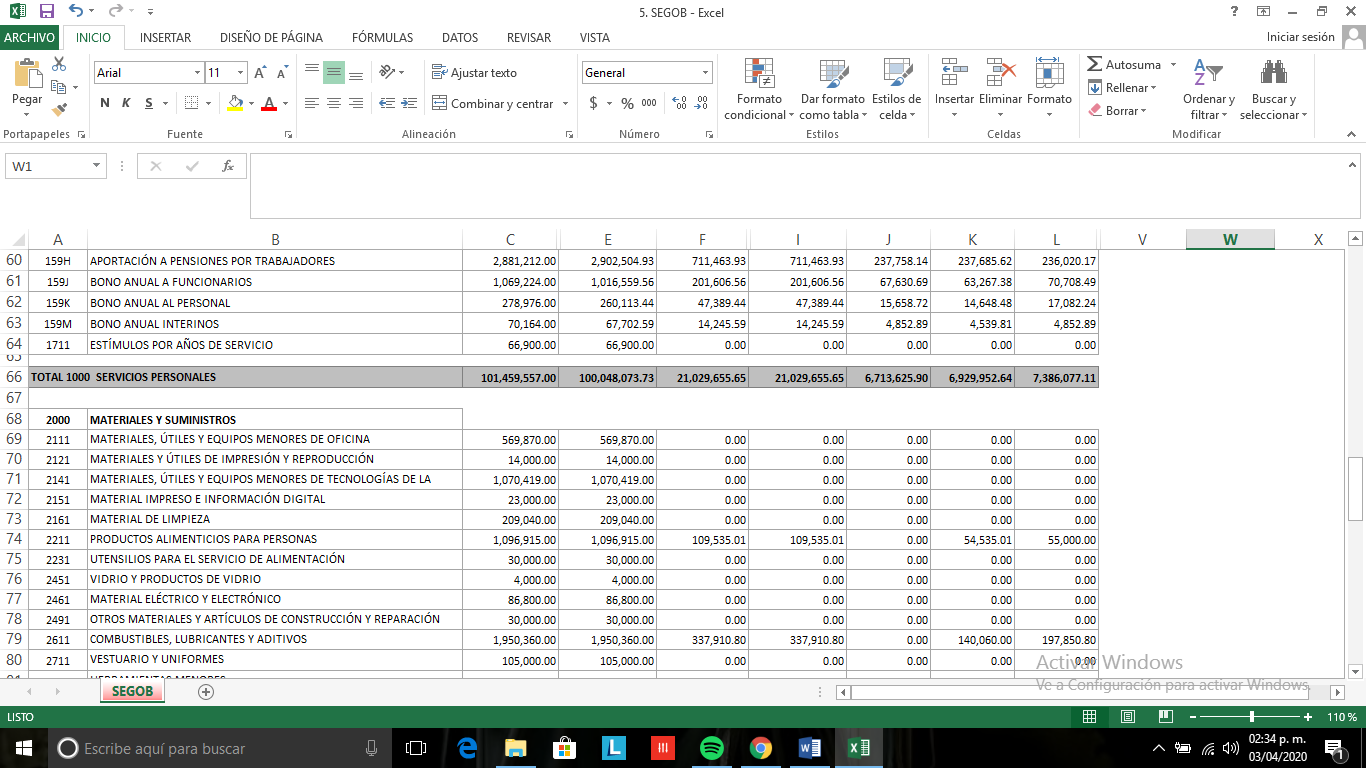 5. SEGOB - Excel
ARCHIVO INICIO INSERTAR DISEÑO DE PÁGINA FÓRMULAS DATOS REVISAR VISTA Iniciar sesión
Pegar
Arial 11
N K S
Ajustar texto
Combinar y centrar
General
$ % 000
Formato condicional
Dar formato como tabla
Estilos de celda
Insertar Eliminar Formato
Autosuma
Rellenar
Borrar
Ordenar y filtrar
Buscar y seleccionar
Portapapeles Fuente Alineación Número Estilos Celdas Modificar
W1 fx
A B C E F I J K L V W X
60 159H APORTACIÓN A PENSIONES POR TRABAJADORES 2,881,212.00 2,902,504.93 711,463.93 711,463.93 237,758.14 237,685.62 236,020.17
61 159J BONO ANUAL A FUNCIONARIOS 1,069,224.00 1,016,559.56 201,606.56 201,606.56 67,630.69 63,267.38 70,708.49
62 159K BONO ANUAL AL PERSONAL 278,976.00 260,113.44 47,389.44 47,389.44 15,658.72 14,648.48 17,082.24
63 159M BONO ANUAL INTERINOS 70,164.00 67,702.59 14,245.59 14,245.59 4,852.89 4,539.81 4,852.89
64 1711 ESTÍMULOS POR AÑOS DE SERVICIO 66,900.00 66,900.00 0.00 0.00 0.00 0.00 0.00
65
66 TOTAL 1000 SERVICIOS PERSONALES 101,459,557.00 100,048,073.73 21,029,655.65 21,029,655.65 6,713,625.90 6,929,952.64 7,386,077.11
67
68 2000 MATERIALES Y SUMINISTROS
69 2111 MATERIALES, ÚTILES Y EQUIPOS MENORES DE OFICINA 569,870.00 569,870.00 0.00 0.00 0.00 0.00 0.00
70 2121 MATERIALES Y ÚTILES DE IMPRESIÓN Y REPRODUCCIÓN 14,000.00 14,000.00 0.00 0.00 0.00 0.00 0.00
71 2141 MATERIALES, ÚTILES Y EQUIPOS MENORES DE TECNOLOGÍAS DE LA 1,070,419.00 1,070,419.00 0.00 0.00 0.00 0.00 0.00
72 2151 MATERIAL IMPRESO E INFORMACIÓN DIGITAL 23,000.00 23,000.00 0.00 0.00 0.00 0.00 0.00
73 2161 MATERIAL DE LIMPIEZA 209,040.00 209,040.00 0.00 0.00 0.00 0.00 0.00
74 2211 PRODUCTOS ALIMENTICIOS PARA PERSONAS 1,096,915.00 1,096,915.00 109,535.01 109,535.01 0.00 54,535.01 55,000.00
75 2231 UTENSILIOS PARA EL SERVICIO DE ALIMENTACIÓN 30,000.00 30,000.00 0.00 0.00 0.00 0.00 0.00
76 2451 VIDRIO Y PRODUCTOS DE VIDRIO 4,000.00 4,000.00 0.00 0.00 0.00 0.00 0.00
77 2461 MATERIAL ELÉCTRICO Y ELECTRÓNICO 86,800.00 86,800.00 0.00 0.00 0.00 0.00 0.00
78 2491 OTROS MATERIALES Y ARTÍCULOS DE CONSTRUCCIÓN Y REPARACIÓN 30,000.00 30,000.00 0.00 0.00 0.00 0.00 0.00
79 2611 COMBUSTIBLES, LUBRICANTES Y ADITIVOS 1,950,360.00 1,950,360.00 337,910.80 337,910.80 0.00 140,060.00 197,850.80
80 2711 VESTUARIO Y UNIFORMES 105,000.00 105,000.00 0.00 0.00 0.00 0.00 0.00
Activar Windows
Ve a Configuración para activar Windows.
SEGOB
LISTO 110 %
Escribe aquí para buscar
02:34 p. m.
03/04/2020